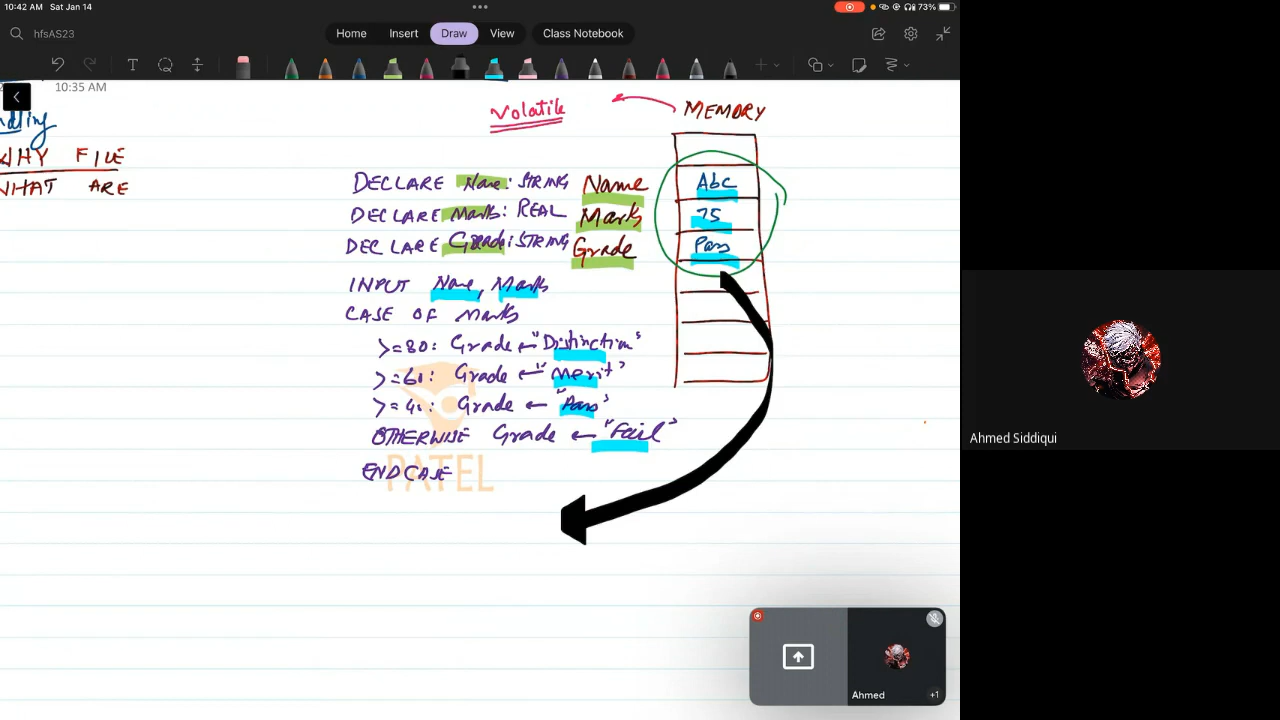 10:42 AM Sat Jan 14
73%
hfsAS23
Home Insert Draw View Class Notebook
10:35 AM
ndling
WHY FILE
WHAT ARE
Volatile
MEMORY
DECLARE Name: STRING Name Abc
DECLARE Marks: REAL Marks 75
DECLARE Grade: STRING Grade Pass
INPUT Name, Marks
CASE OF Marks
>=80: Grade ← "Distinction"
>=60: Grade ← "Merit"
>=40: Grade ← "Pass"
OTHERWISE Grade ← "Fail"
ENDCASE
PATEL
Ahmed Siddiqui
Ahmed +1